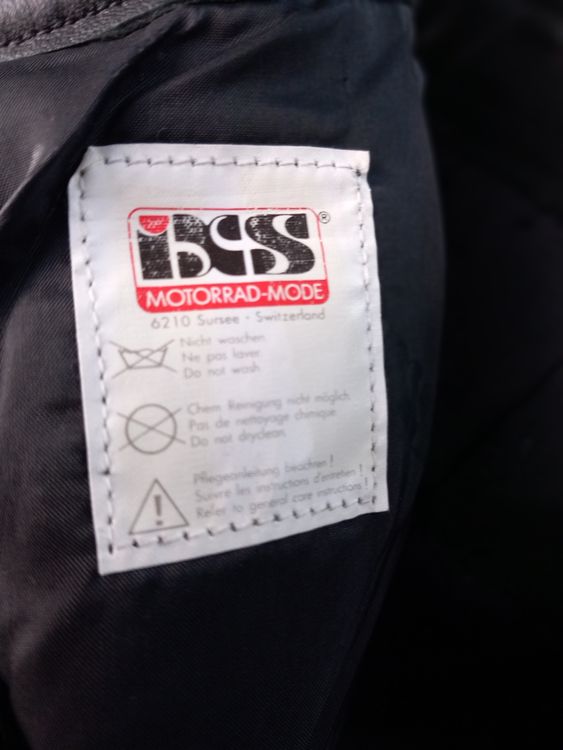 ixs®
MOTORRAD-MODE
6210 Sursee - Switzerland
Nicht waschen
Ne pas laver
Do not wash
Chem Reinigung nicht möglich
Pas de nettoyage chimique
Do not dryclean
Pflegeanleitung beachten!
Suivre les instructions d'entretien!
Refer to general care instructions!
!